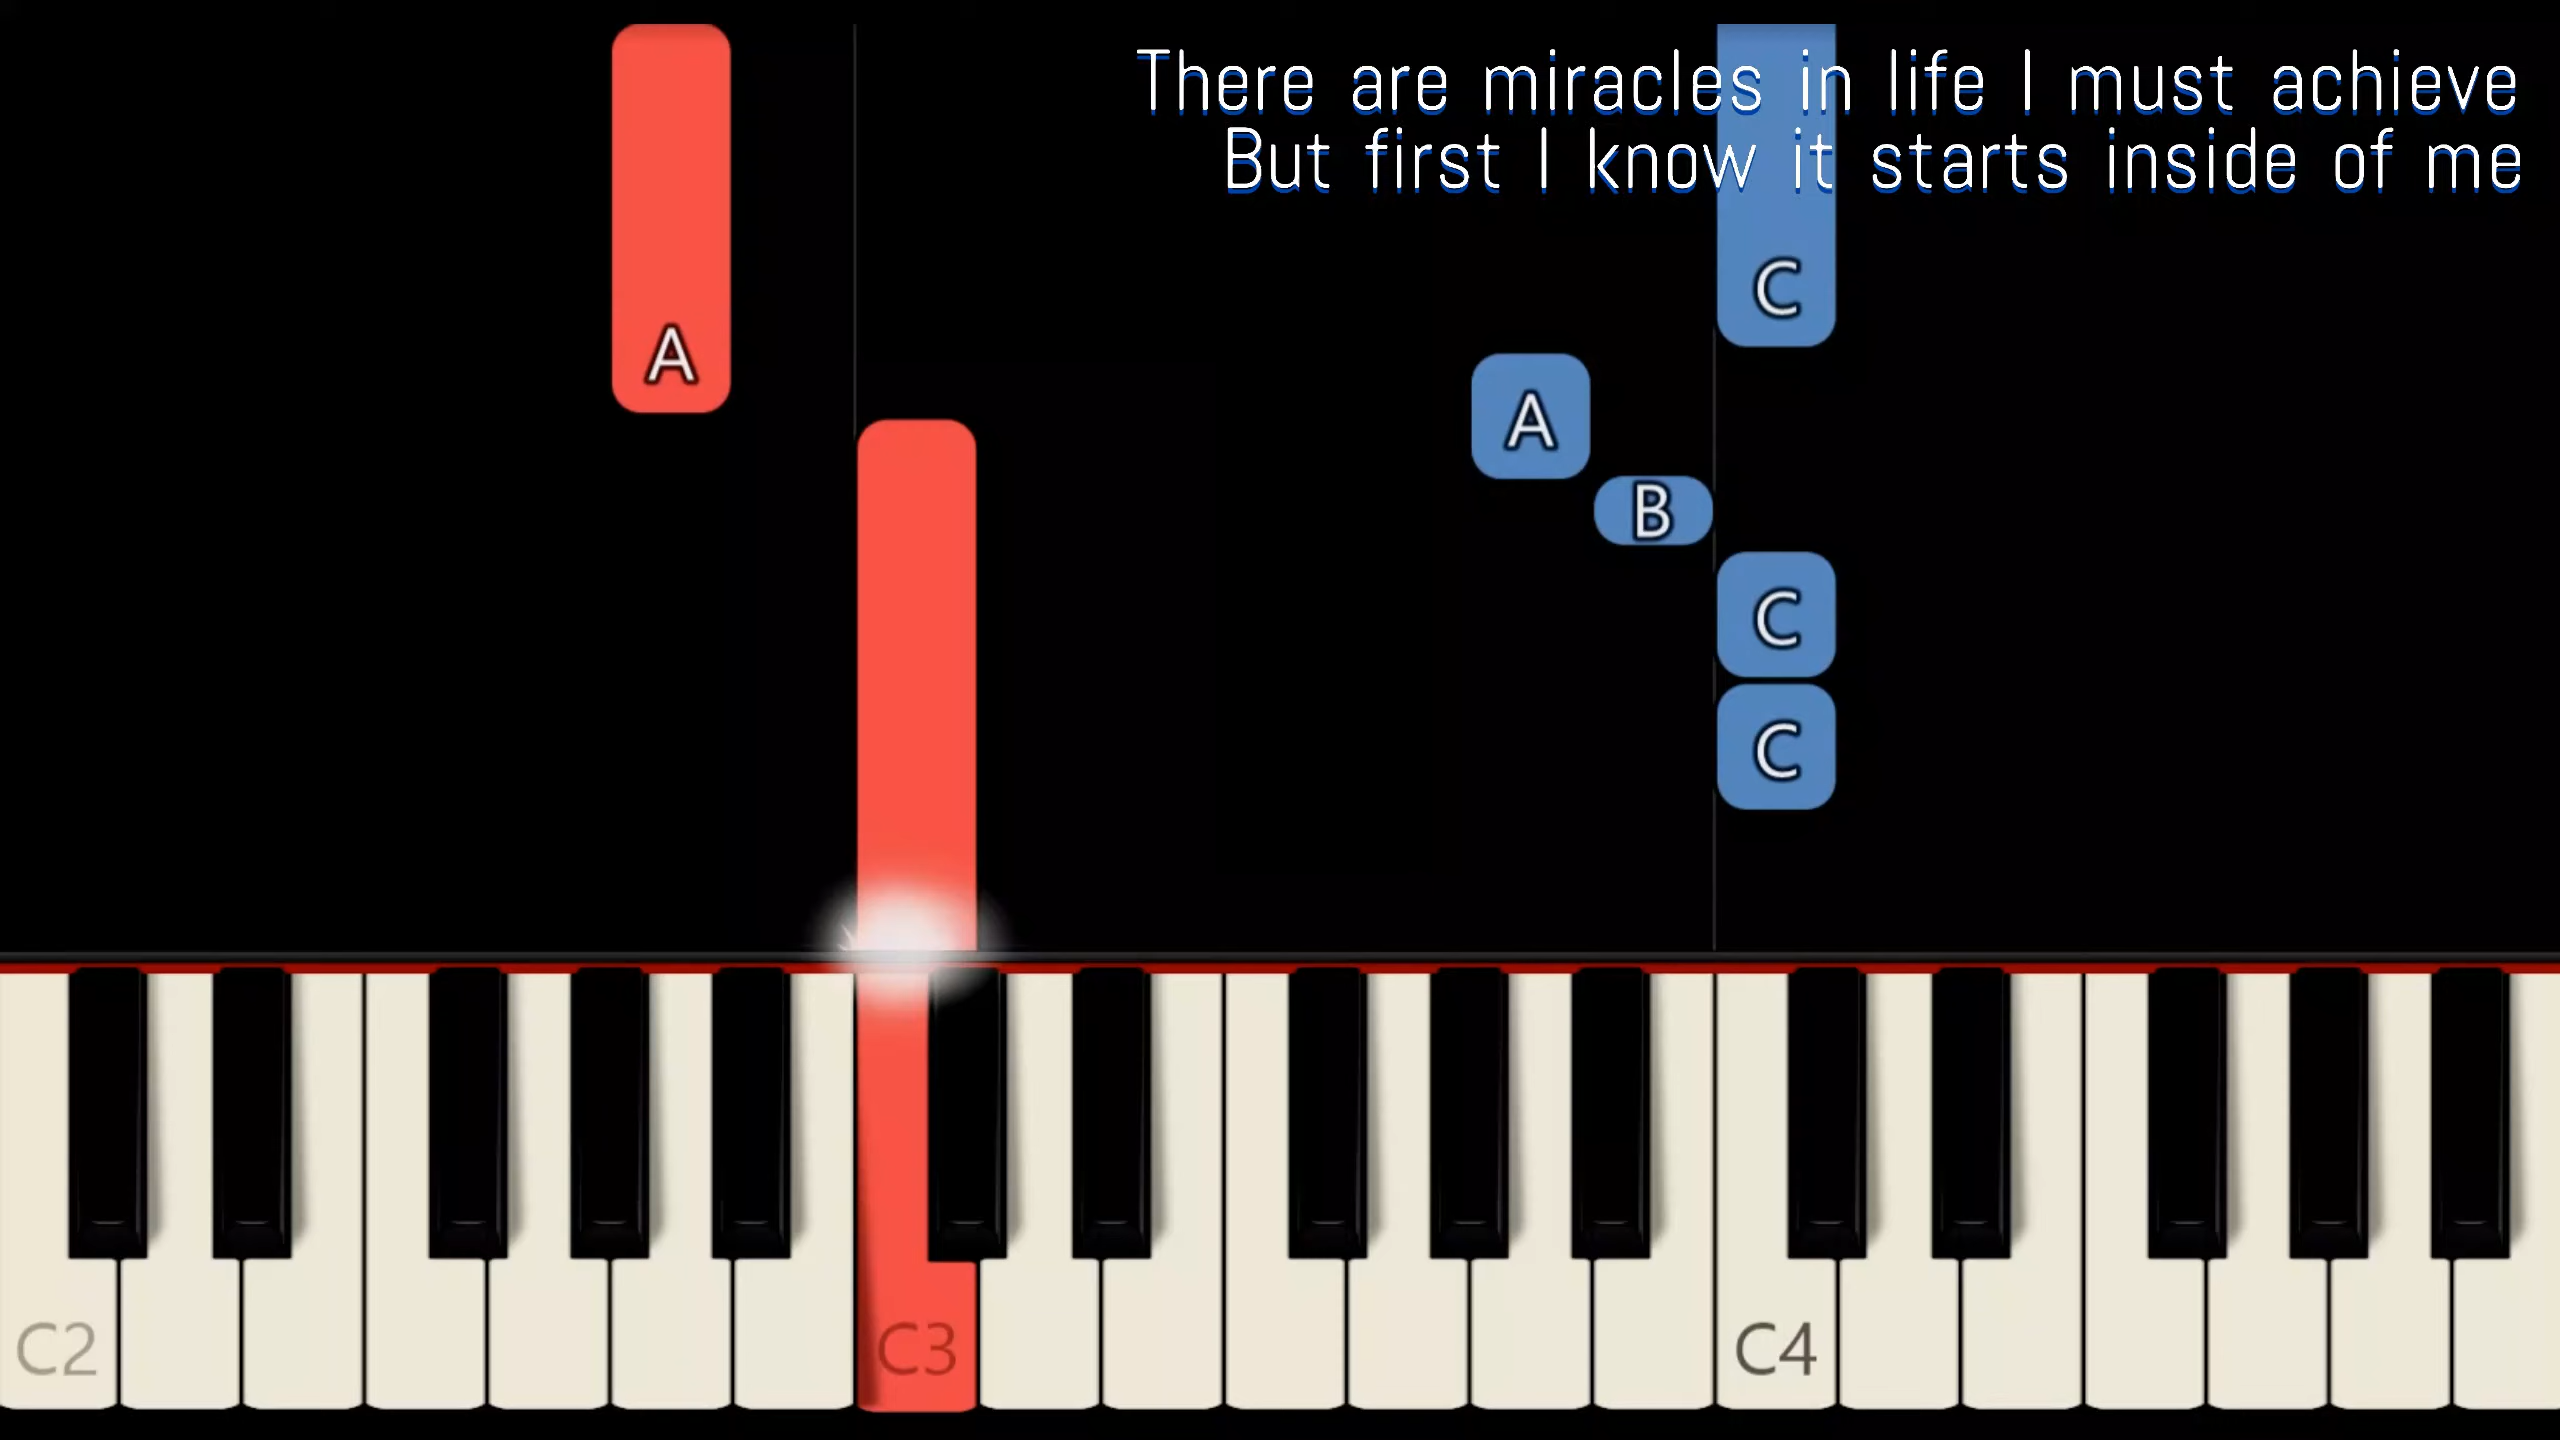 There are miracles in life I must achieve
But first I know it starts inside of me
C
A
A
B
C
C
C2 C3 C4